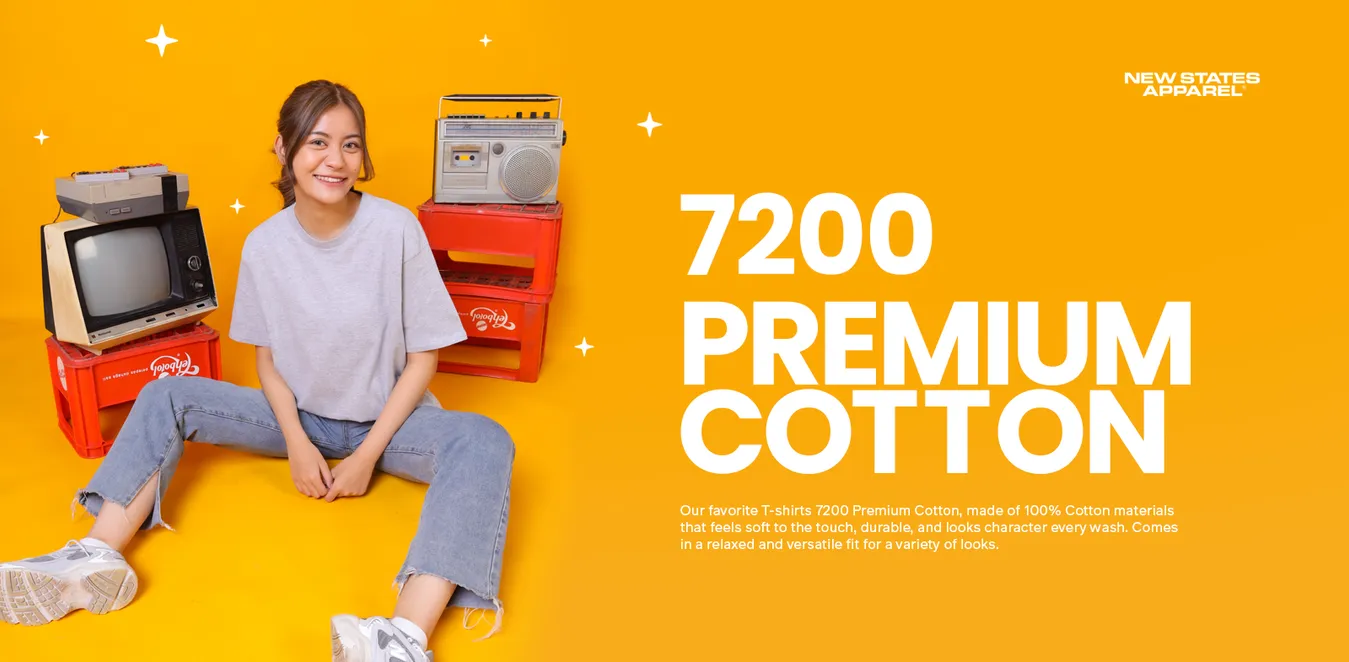 NEW STATES
APPAREL
7200
PREMIUM
COTTON
Our favorite T-shirts 7200 Premium Cotton, made of 100% Cotton materials
that feels soft to the touch, durable, and looks character every wash. Comes
in a relaxed and versatile fit for a variety of looks.